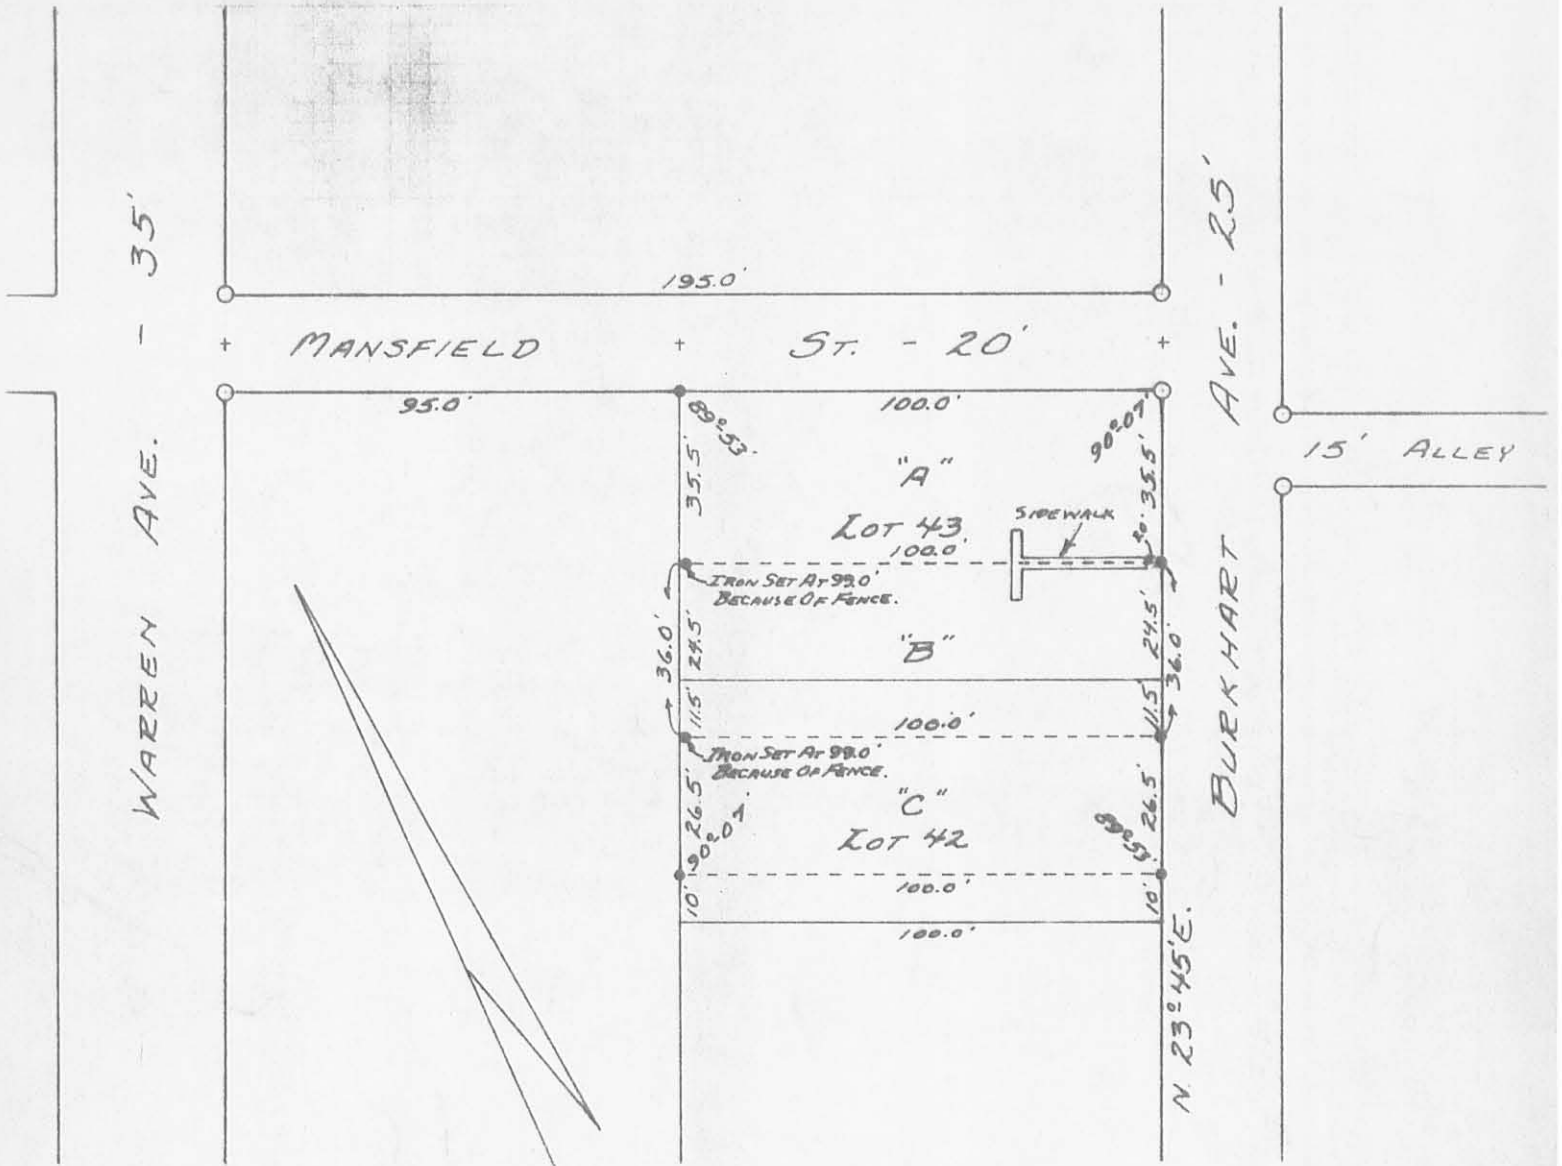 WARREN AVE. - 35'
195.0'
MANSFIELD ST. - 20'
95.0'
100.0'
89°-53'
90°-07'
35.5'
35.5'
"A"
LOT 43
100.0'
SIDEWALK
20'
IRON SET AT 99.0'
BECAUSE OF FENCE.
36.0'
24.5'
"B"
24.5'
36.0'
11.5'
100.0'
11.5'
IRON SET AT 99.0'
BECAUSE OF FENCE.
26.5'
90°-07'
"C"
LOT 42
89°-53'
26.5'
10'
100.0'
10'
100.0'
N. 23°45'E.
BURKHART AVE. - 25'
15' ALLEY